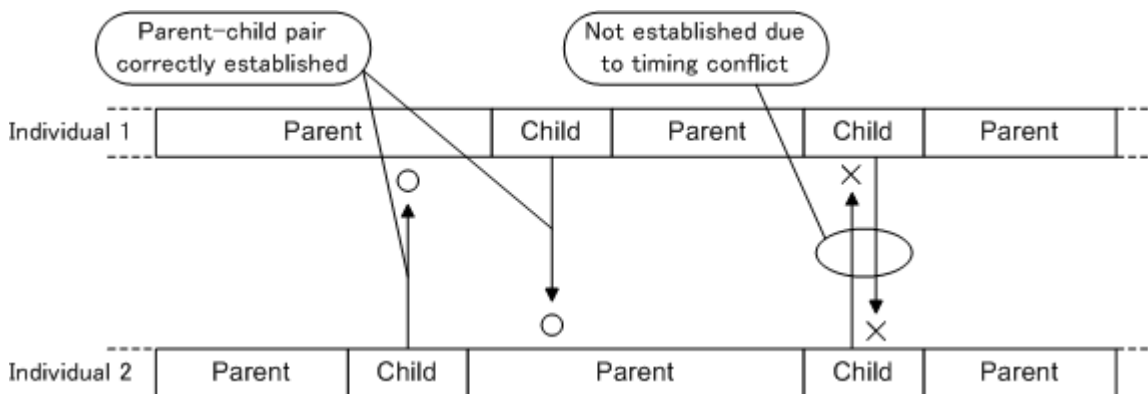 Parent-child pair
correctly established
Not established due
to timing conflict
Individual 1 Parent Child Parent Child Parent
Individual 2 Parent Child Parent Child Parent